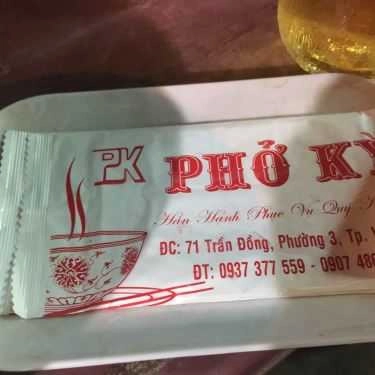 PK PHỞ KỲ
Hân Hạnh Phục Vụ Quý
ĐC: 71 Trần Đồng, Phường 3, Tp.
ĐT: 0937 377 559 - 0907